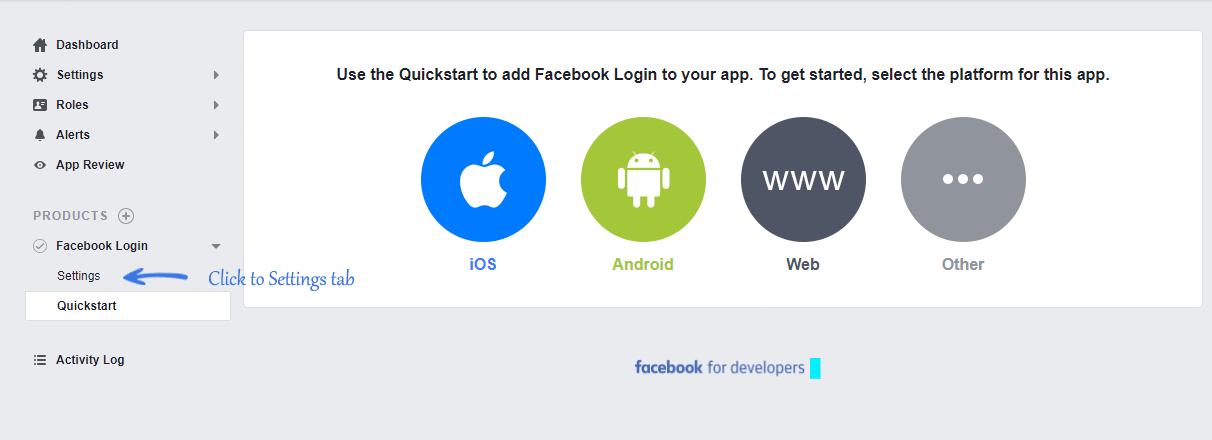 Dashboard
Settings
Roles
Alerts
App Review
PRODUCTS
Facebook Login
Settings
Quickstart
Activity Log
Click to Settings tab
Use the Quickstart to add Facebook Login to your app. To get started, select the platform for this app.
www
iOS
Android
Web
Other
facebook for developers